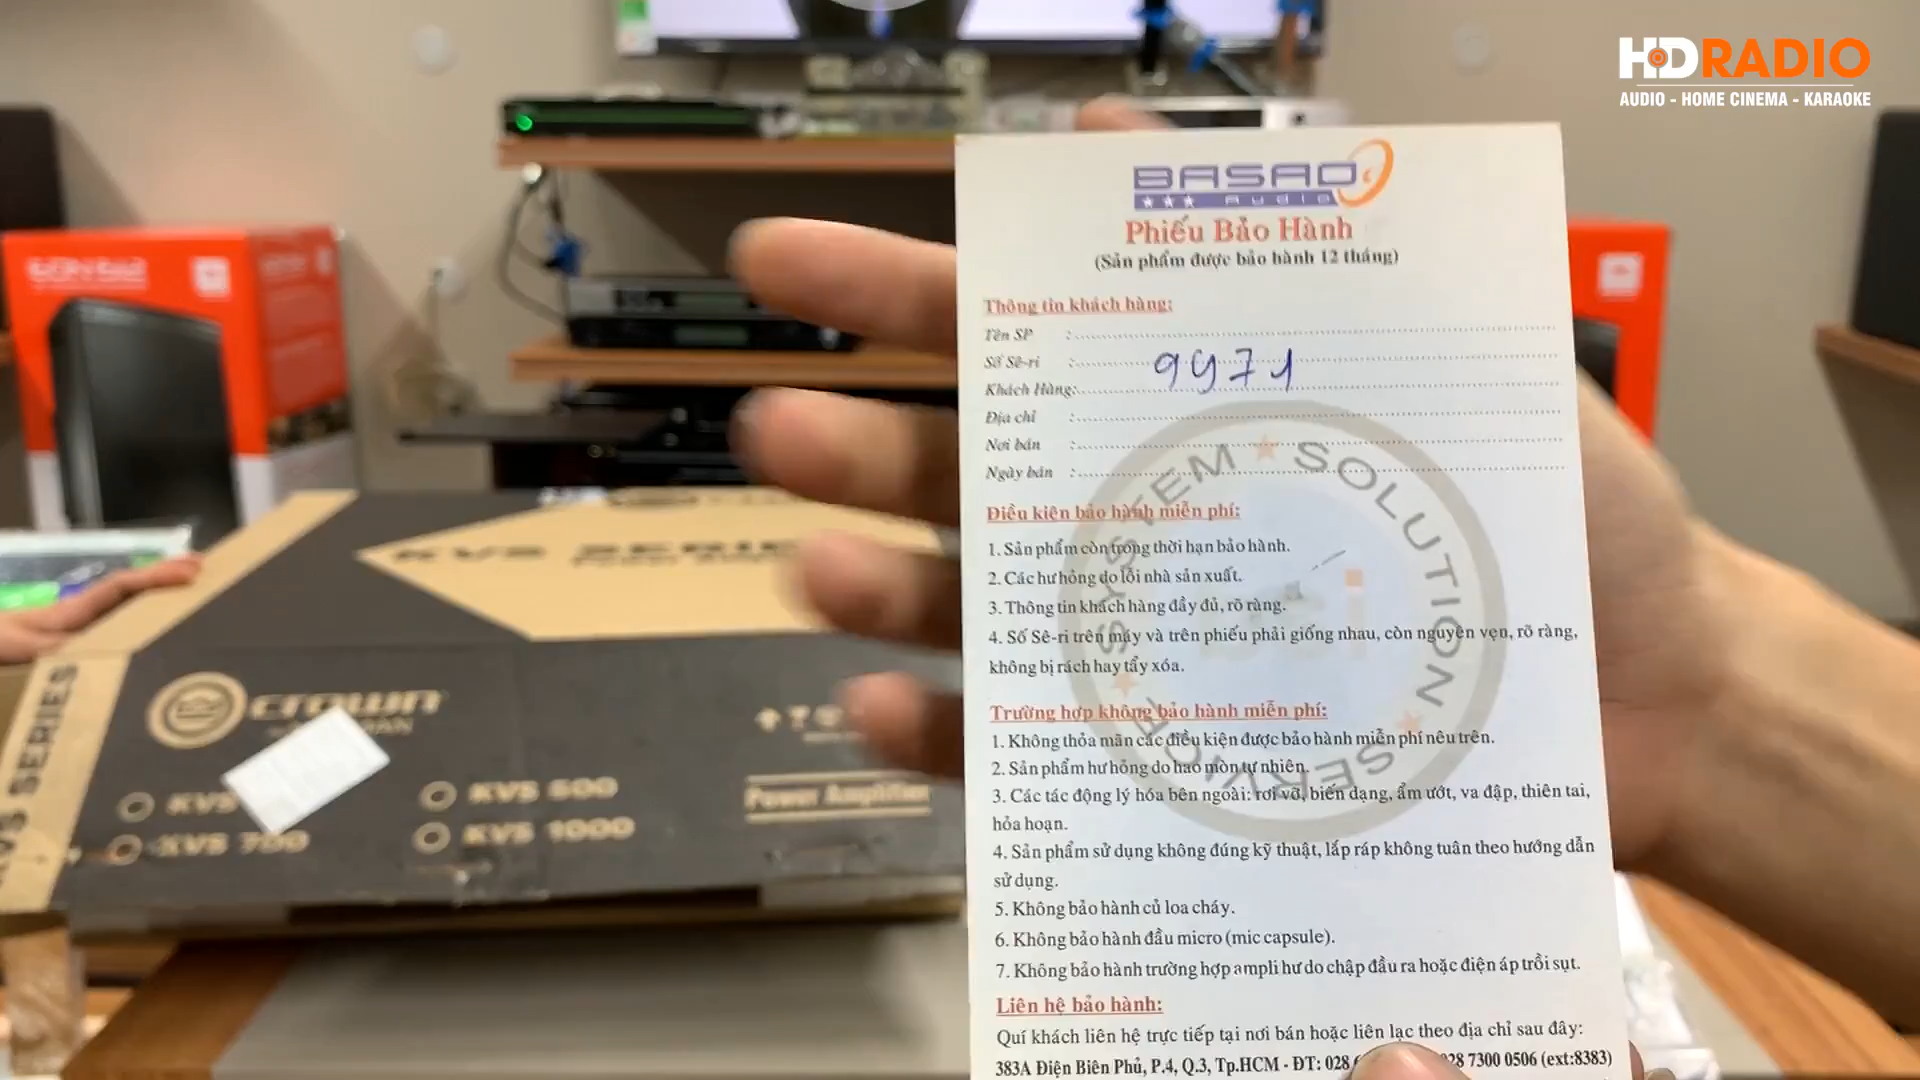 HDRADIO
AUDIO - HOME CINEMA - KARAOKE
BASAO
★★★ Audio
Phiếu Bảo Hành
(Sản phẩm được bảo hành 12 tháng)
Thông tin khách hàng:
Tên SP :
Số Sê-ri : 9971
Khách Hàng:
Địa chỉ :
Nơi bán :
Ngày bán :
SYSTEM ★ SOLUTION ★ SERVICE ★
Điều kiện bảo hành miễn phí:
1. Sản phẩm còn trong thời hạn bảo hành.
2. Các hư hỏng do lỗi nhà sản xuất.
3. Thông tin khách hàng đầy đủ, rõ ràng.
4. Số Sê-ri trên máy và trên phiếu phải giống nhau, còn nguyên vẹn, rõ ràng,
không bị rách hay tẩy xóa.
Trường hợp không bảo hành miễn phí:
1. Không thỏa mãn các điều kiện được bảo hành miễn phí nêu trên.
2. Sản phẩm hư hỏng do hao mòn tự nhiên.
3. Các tác động lý hóa bên ngoài: rơi vỡ, biến dạng, ẩm ướt, va đập, thiên tai,
hỏa hoạn.
4. Sản phẩm sử dụng không đúng kỹ thuật, lắp ráp không tuân theo hướng dẫn
sử dụng.
5. Không bảo hành củ loa cháy.
6. Không bảo hành đầu micro (mic capsule).
7. Không bảo hành trường hợp ampli hư do chập đầu ra hoặc điện áp trồi sụt.
Liên hệ bảo hành:
Quí khách liên hệ trực tiếp tại nơi bán hoặc liên lạc theo địa chỉ sau đây:
383A Điện Biên Phủ, P.4, Q.3, Tp.HCM - ĐT: 028 28 7300 0506 (ext:8383)
KVS SERIES
KVS SERIES
crown
KVS
KVS 600
KVS 700
KVS 1000
Power Amplifier